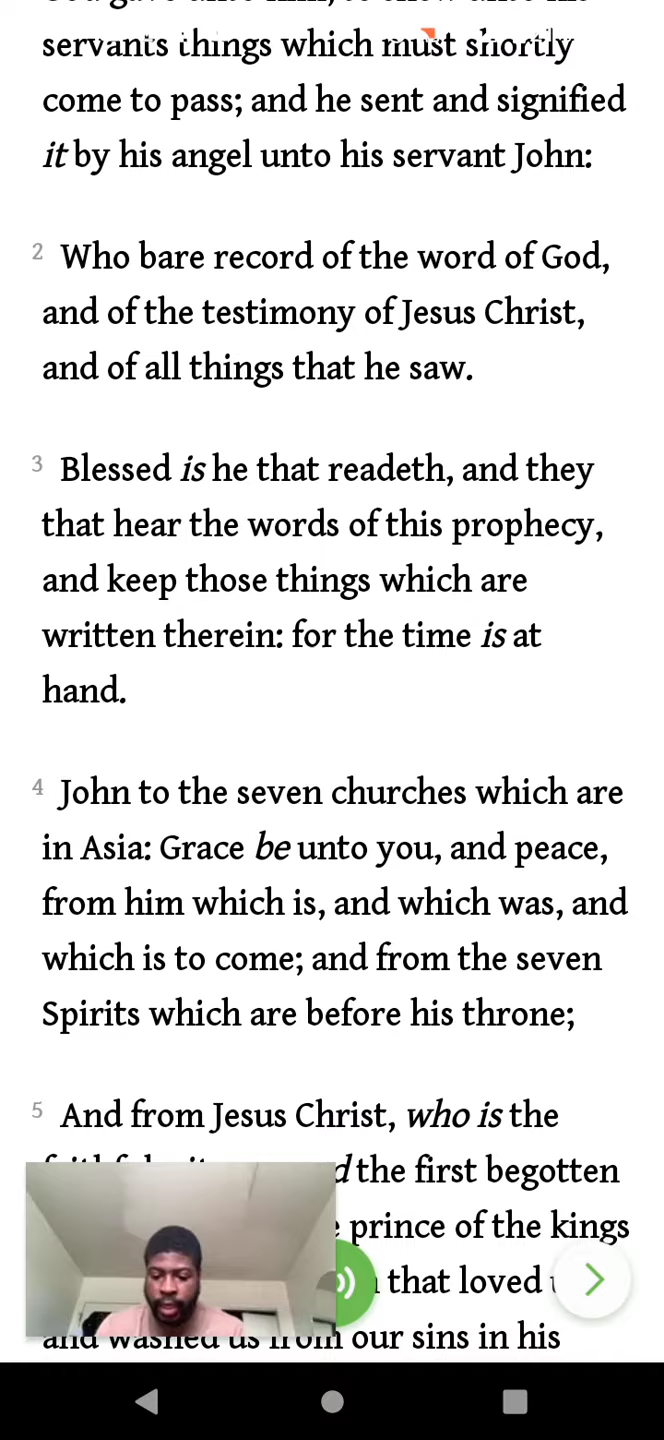 servants things which must shortly
come to pass; and he sent and signified
it by his angel unto his servant John:
2 Who bare record of the word of God,
and of the testimony of Jesus Christ,
and of all things that he saw.
3 Blessed is he that readeth, and they
that hear the words of this prophecy,
and keep those things which are
written therein: for the time is at
hand.
4 John to the seven churches which are
in Asia: Grace be unto you, and peace,
from him which is, and which was, and
which is to come; and from the seven
Spirits which are before his throne;
5 And from Jesus Christ, who is the
the first begotten
prince of the kings
that loved
and washed us from our sins in his